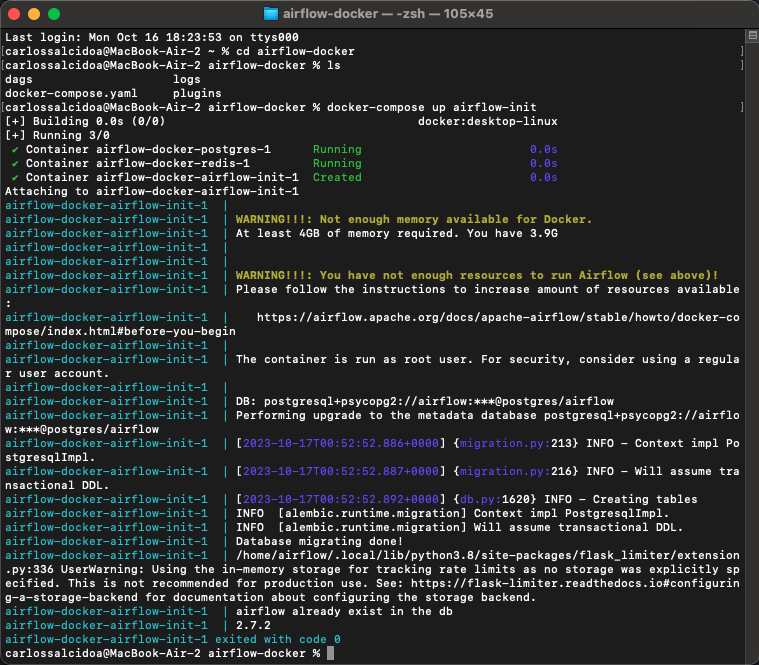 airflow-docker — -zsh — 105×45
Last login: Mon Oct 16 18:23:53 on ttys000
[carlossalcidoa@MacBook-Air-2 ~ % cd airflow-docker ]
[carlossalcidoa@MacBook-Air-2 airflow-docker % ls ]
dags logs
docker-compose.yaml plugins
[carlossalcidoa@MacBook-Air-2 airflow-docker % docker-compose up airflow-init ]
[+] Building 0.0s (0/0) docker:desktop-linux
[+] Running 3/0
✔ Container airflow-docker-postgres-1 Running 0.0s
✔ Container airflow-docker-redis-1 Running 0.0s
✔ Container airflow-docker-airflow-init-1 Created 0.0s
Attaching to airflow-docker-airflow-init-1
airflow-docker-airflow-init-1 |
airflow-docker-airflow-init-1 | WARNING!!!: Not enough memory available for Docker.
airflow-docker-airflow-init-1 | At least 4GB of memory required. You have 3.9G
airflow-docker-airflow-init-1 |
airflow-docker-airflow-init-1 |
airflow-docker-airflow-init-1 | WARNING!!!: You have not enough resources to run Airflow (see above)!
airflow-docker-airflow-init-1 | Please follow the instructions to increase amount of resources available
:
airflow-docker-airflow-init-1 | https://airflow.apache.org/docs/apache-airflow/stable/howto/docker-co
mpose/index.html#before-you-begin
airflow-docker-airflow-init-1 |
airflow-docker-airflow-init-1 | The container is run as root user. For security, consider using a regula
r user account.
airflow-docker-airflow-init-1 |
airflow-docker-airflow-init-1 | DB: postgresql+psycopg2://airflow:***@postgres/airflow
airflow-docker-airflow-init-1 | Performing upgrade to the metadata database postgresql+psycopg2://airflo
w:***@postgres/airflow
airflow-docker-airflow-init-1 | [2023-10-17T00:52:52.886+0000] {migration.py:213} INFO - Context impl Po
stgresqlImpl.
airflow-docker-airflow-init-1 | [2023-10-17T00:52:52.887+0000] {migration.py:216} INFO - Will assume tra
nsactional DDL.
airflow-docker-airflow-init-1 | [2023-10-17T00:52:52.892+0000] {db.py:1620} INFO - Creating tables
airflow-docker-airflow-init-1 | INFO [alembic.runtime.migration] Context impl PostgresqlImpl.
airflow-docker-airflow-init-1 | INFO [alembic.runtime.migration] Will assume transactional DDL.
airflow-docker-airflow-init-1 | Database migrating done!
airflow-docker-airflow-init-1 | /home/airflow/.local/lib/python3.8/site-packages/flask_limiter/extension
.py:336 UserWarning: Using the in-memory storage for tracking rate limits as no storage was explicitly sp
ecified. This is not recommended for production use. See: https://flask-limiter.readthedocs.io#configurin
g-a-storage-backend for documentation about configuring the storage backend.
airflow-docker-airflow-init-1 | airflow already exist in the db
airflow-docker-airflow-init-1 | 2.7.2
airflow-docker-airflow-init-1 exited with code 0
carlossalcidoa@MacBook-Air-2 airflow-docker %